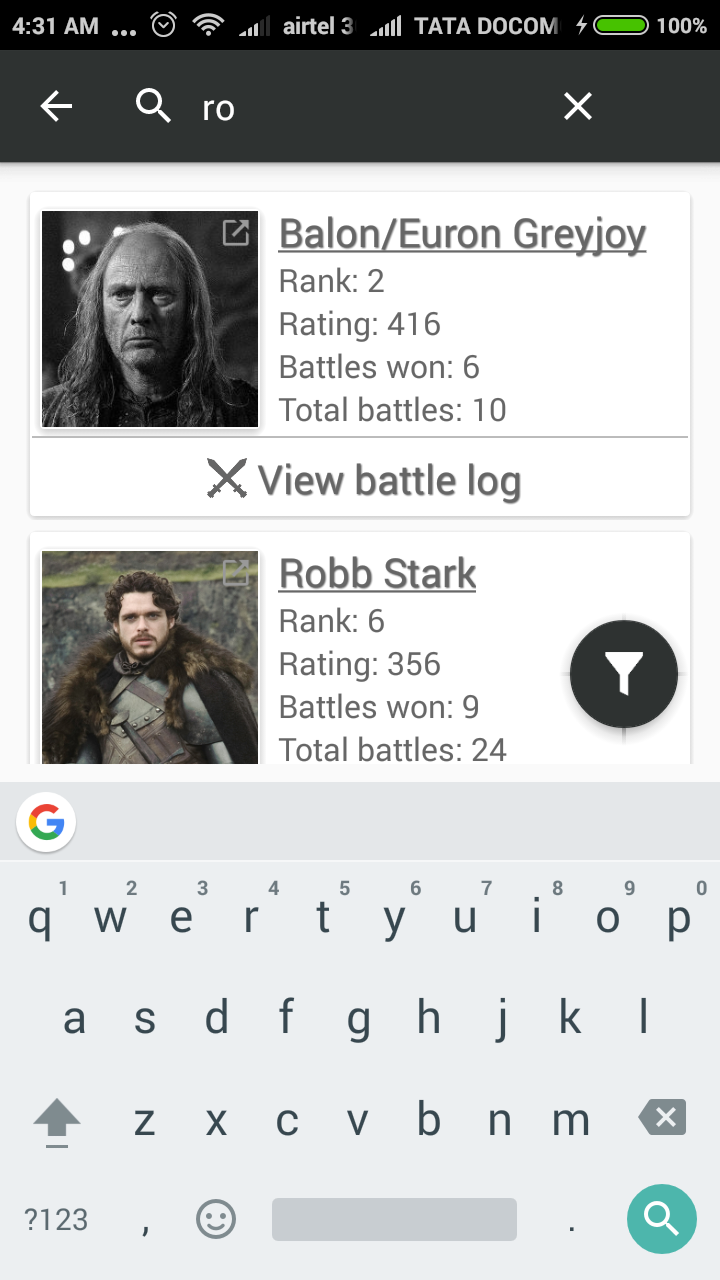 4:31 AM ... airtel 3 TATA DOCOM 100%
ro
Balon/Euron Greyjoy
Rank: 2
Rating: 416
Battles won: 6
Total battles: 10
View battle log
Robb Stark
Rank: 6
Rating: 356
Battles won: 9
Total battles: 24
G
1 2 3 4 5 6 7 8 9 0
q w e r t y u i o p
a s d f g h j k l
z x c v b n m
?123 , .